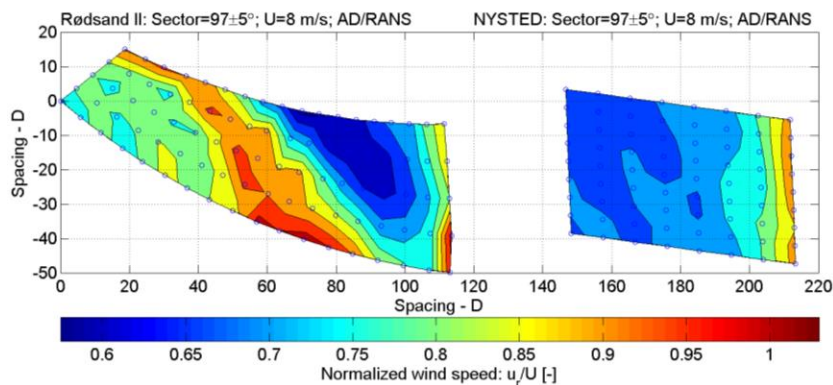 Rødsand II: Sector=97±5°; U=8 m/s; AD/RANS
NYSTED: Sector=97±5°; U=8 m/s; AD/RANS
20
10
0
-10
-20
-30
-40
-50
Spacing - D
0 20 40 60 80 100 120 140 160 180 200 220
Spacing - D
0.6 0.65 0.7 0.75 0.8 0.85 0.9 0.95 1
Normalized wind speed: u_r/U [-]